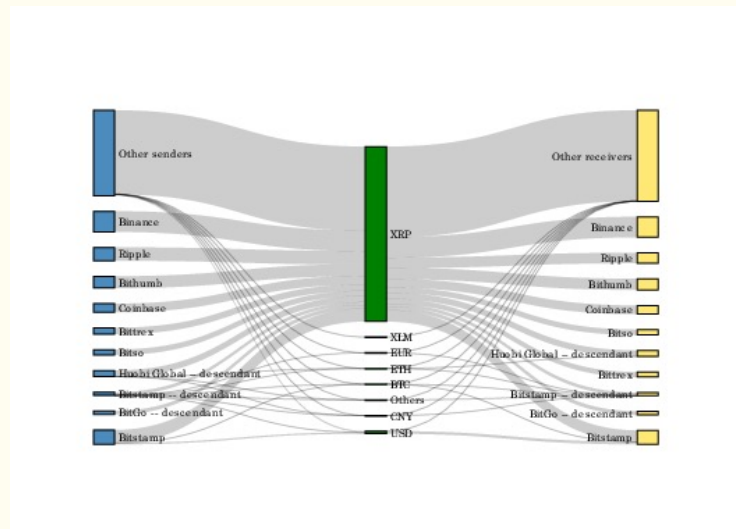 Other senders
Binance
Ripple
Bithumb
Coinbase
Bittrex
Bitso
Huobi Global -- descendant
Bitstamp -- descendant
BitGo -- descendant
Bitstamp
XRP
XLM
EUR
ETH
BTC
Others
CNY
USD
Other receivers
Binance
Ripple
Bithumb
Coinbase
Bitso
Huobi Global -- descendant
Bittrex
Bitstamp -- descendant
BitGo -- descendant
Bitstamp